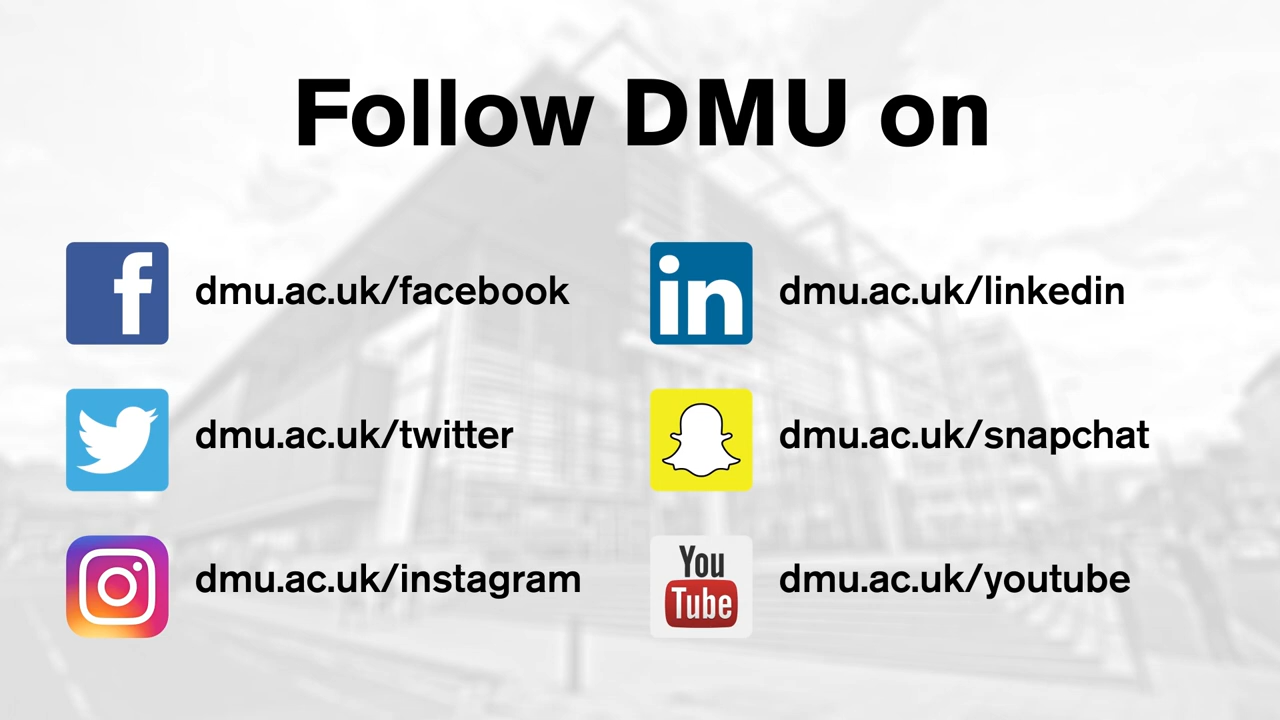 Follow DMU on
dmu.ac.uk/facebook
dmu.ac.uk/twitter
dmu.ac.uk/instagram
in
dmu.ac.uk/linkedin
dmu.ac.uk/snapchat
You
Tube
dmu.ac.uk/youtube